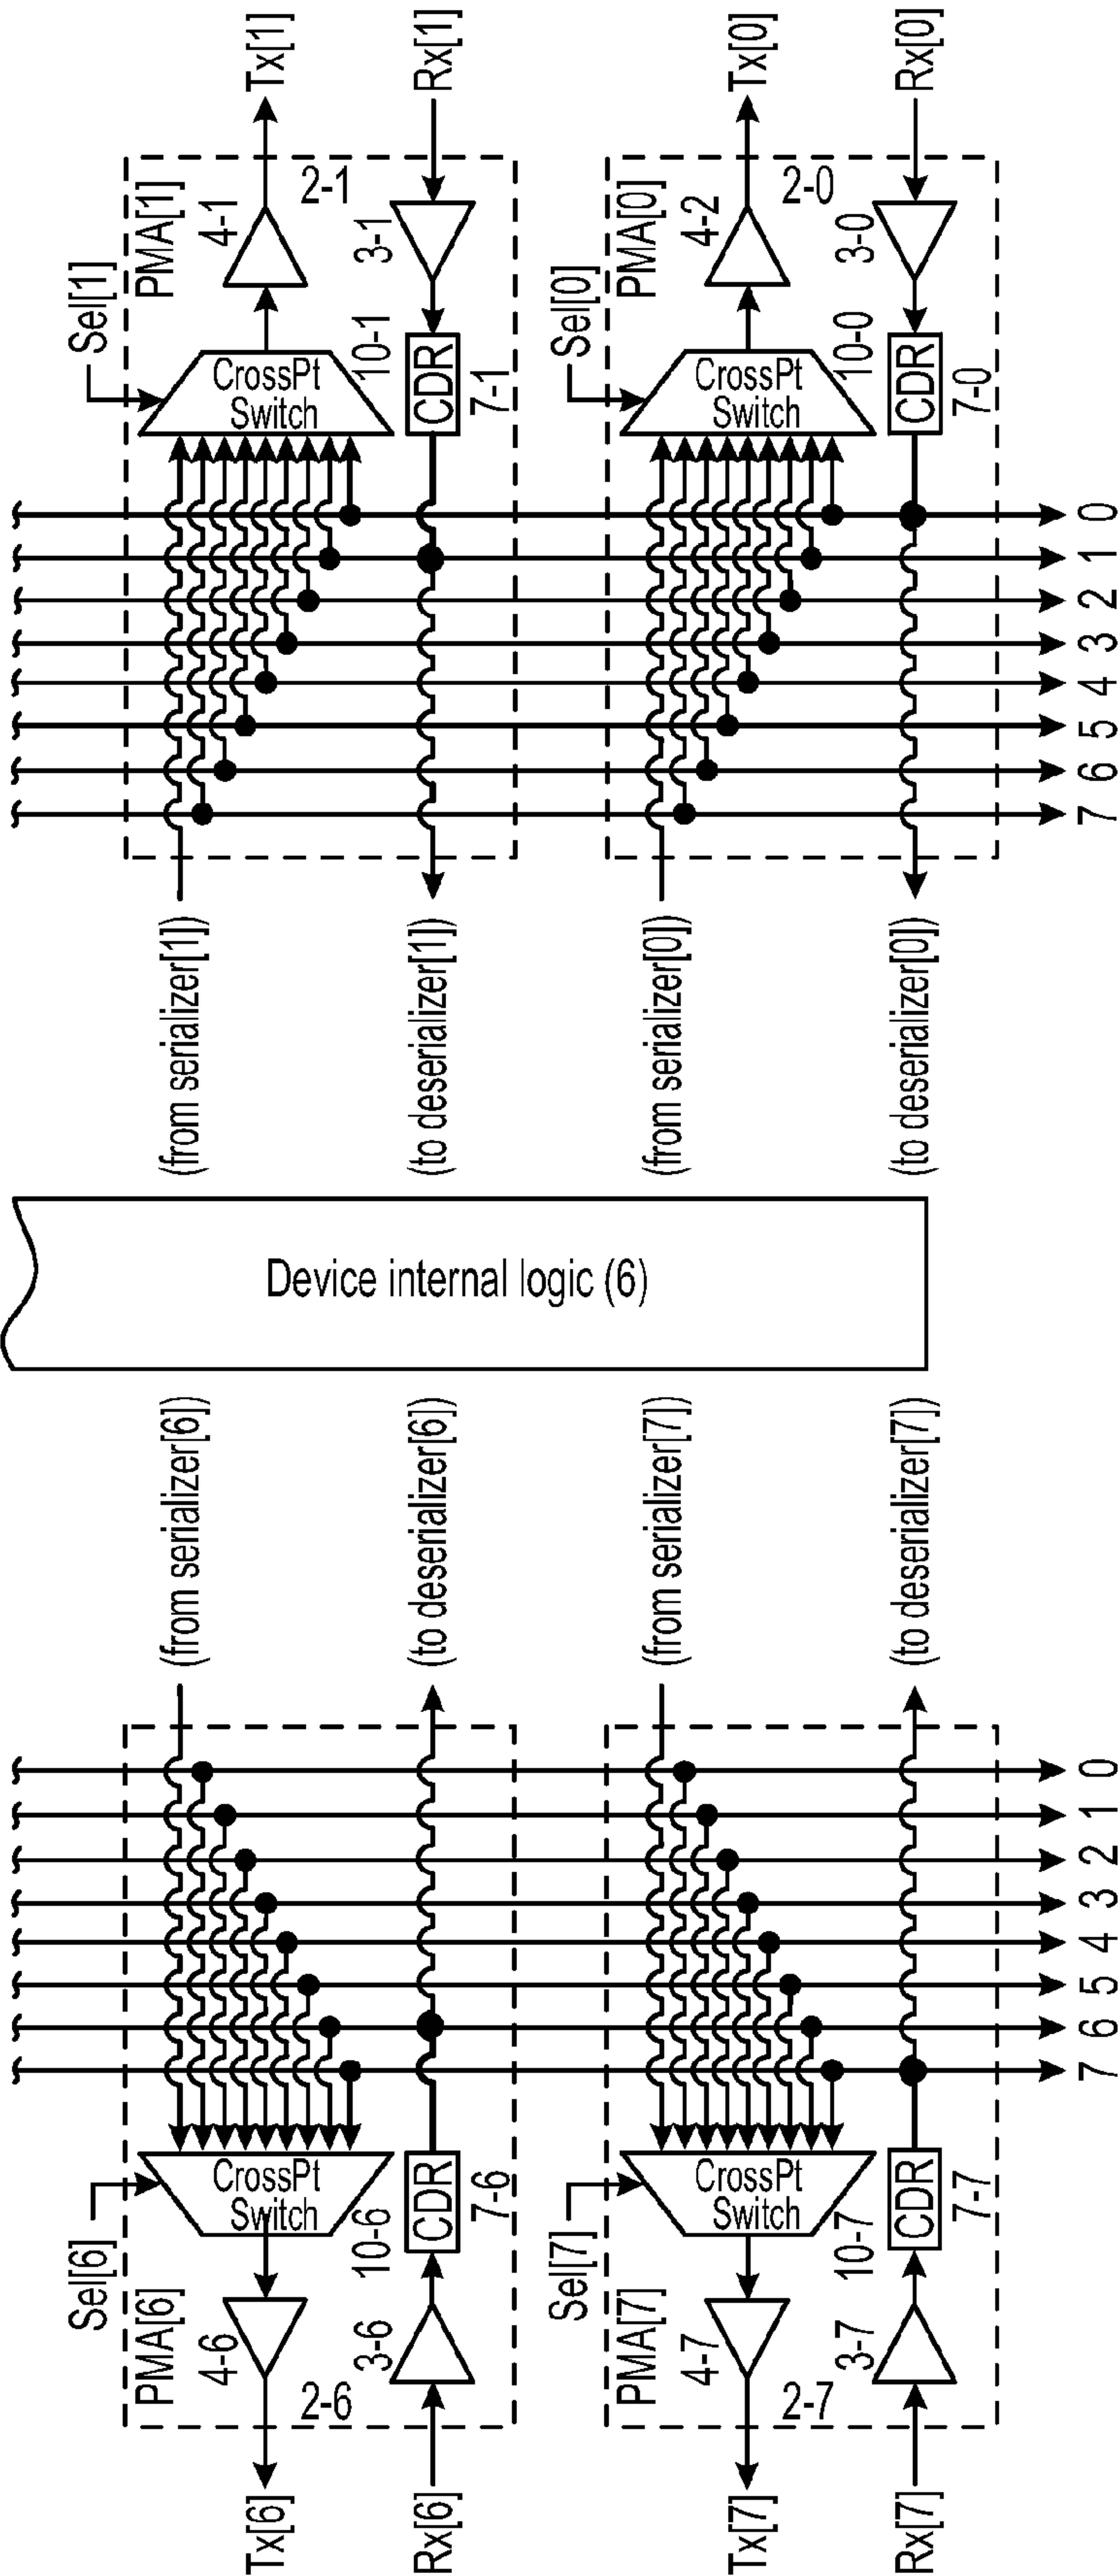 Tx[1]
Rx[1]
Tx[0]
Rx[0]
Sel[1]
PMA[1]
4-1
2-1
3-1
CrossPt
Switch
10-1
CDR
7-1
Sel[0]
PMA[0]
4-2
2-0
3-0
CrossPt
Switch
10-0
CDR
7-0
0
1
2
3
4
5
6
7
(from serializer[1])
(to deserializer[1])
(from serializer[0])
(to deserializer[0])
Device internal logic (6)
(from serializer[6])
(to deserializer[6])
(from serializer[7])
(to deserializer[7])
0
1
2
3
4
5
6
7
CrossPt
Switch
10-6
CDR
7-6
Sel[6]
PMA[6]
4-6
2-6
3-6
CrossPt
Switch
10-7
CDR
7-7
Sel[7]
PMA[7]
4-7
2-7
3-7
Tx[6]
Rx[6]
Tx[7]
Rx[7]